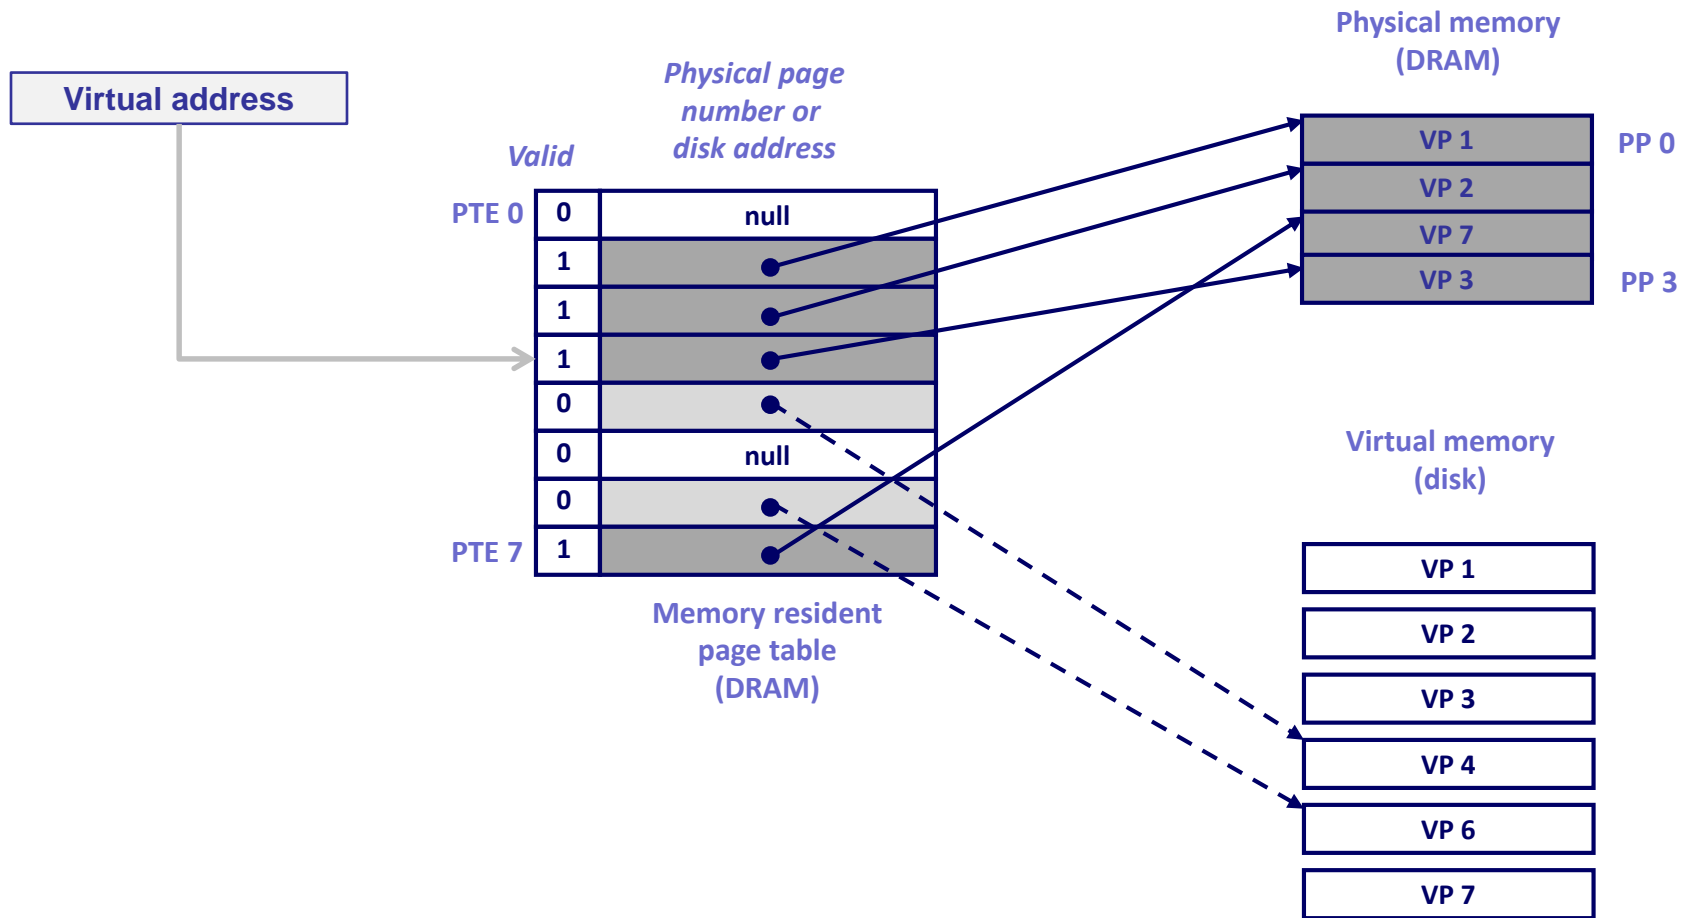 Virtual address
Physical page
number or
disk address
Valid
PTE 0
0
null
1
1
1
0
0
null
0
PTE 7
1
Memory resident
page table
(DRAM)
Physical memory
(DRAM)
VP 1
PP 0
VP 2
VP 7
VP 3
PP 3
Virtual memory
(disk)
VP 1
VP 2
VP 3
VP 4
VP 6
VP 7